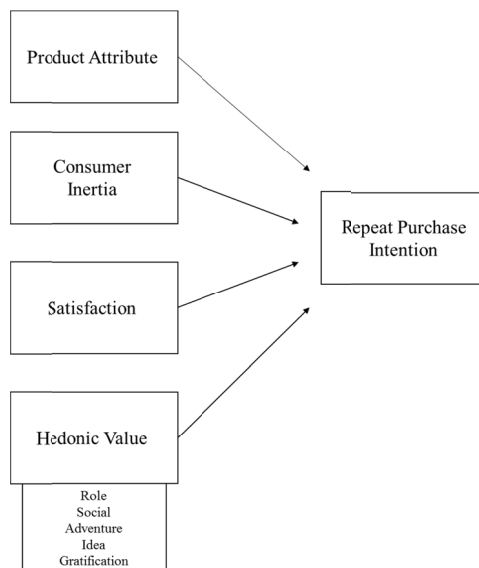 Product Attribute
Consumer
Inertia
Satisfaction
Hedonic Value
Role
Social
Adventure
Idea
Gratification
Repeat Purchase
Intention